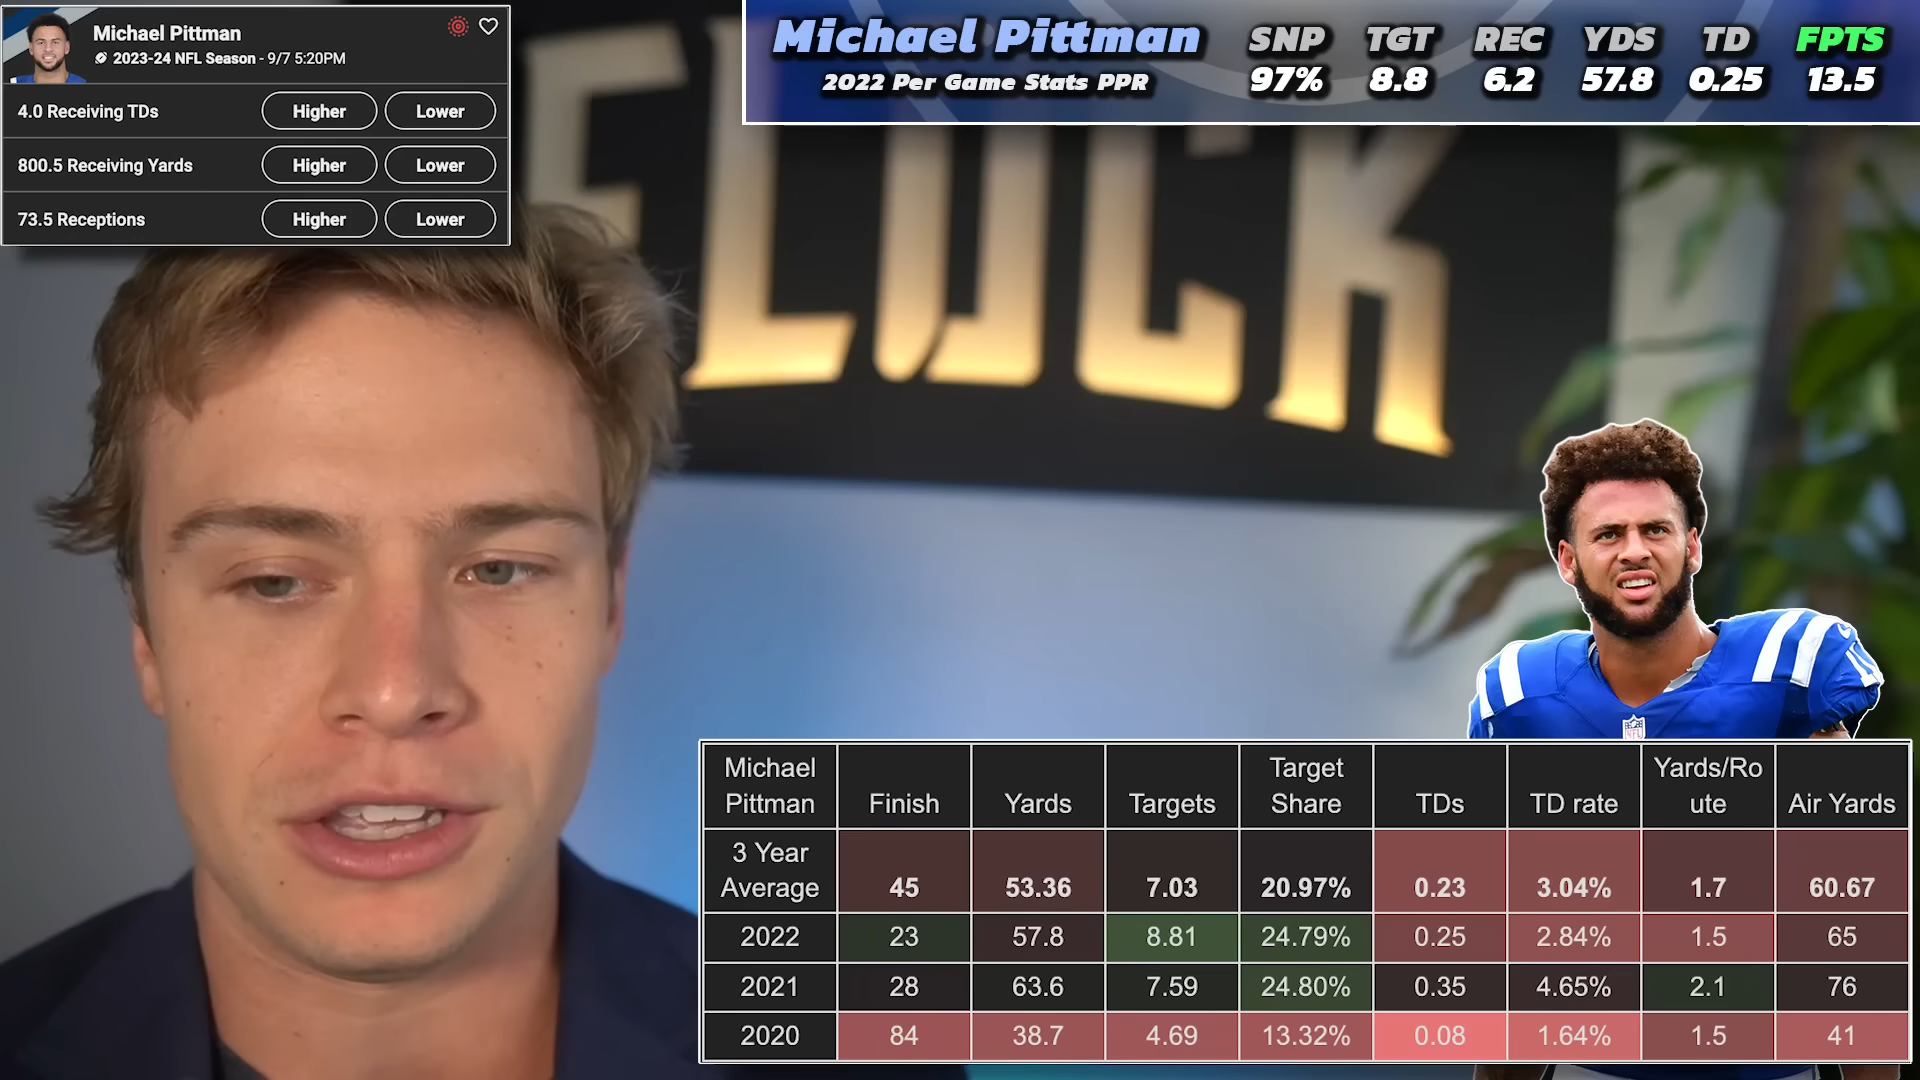 Michael Pittman
2023-24 NFL Season - 9/7 5:20PM
4.0 Receiving TDs Higher Lower
800.5 Receiving Yards Higher Lower
73.5 Receptions Higher Lower
Michael Pittman SNP TGT REC YDS TD FPTS
2022 Per Game Stats PPR 97% 8.8 6.2 57.8 0.25 13.5
FLOCK
NFL
Michael Pittman Finish Yards Targets Target Share TDs TD rate Yards/Route Air Yards
3 Year Average 45 53.36 7.03 20.97% 0.23 3.04% 1.7 60.67
2022 23 57.8 8.81 24.79% 0.25 2.84% 1.5 65
2021 28 63.6 7.59 24.80% 0.35 4.65% 2.1 76
2020 84 38.7 4.69 13.32% 0.08 1.64% 1.5 41